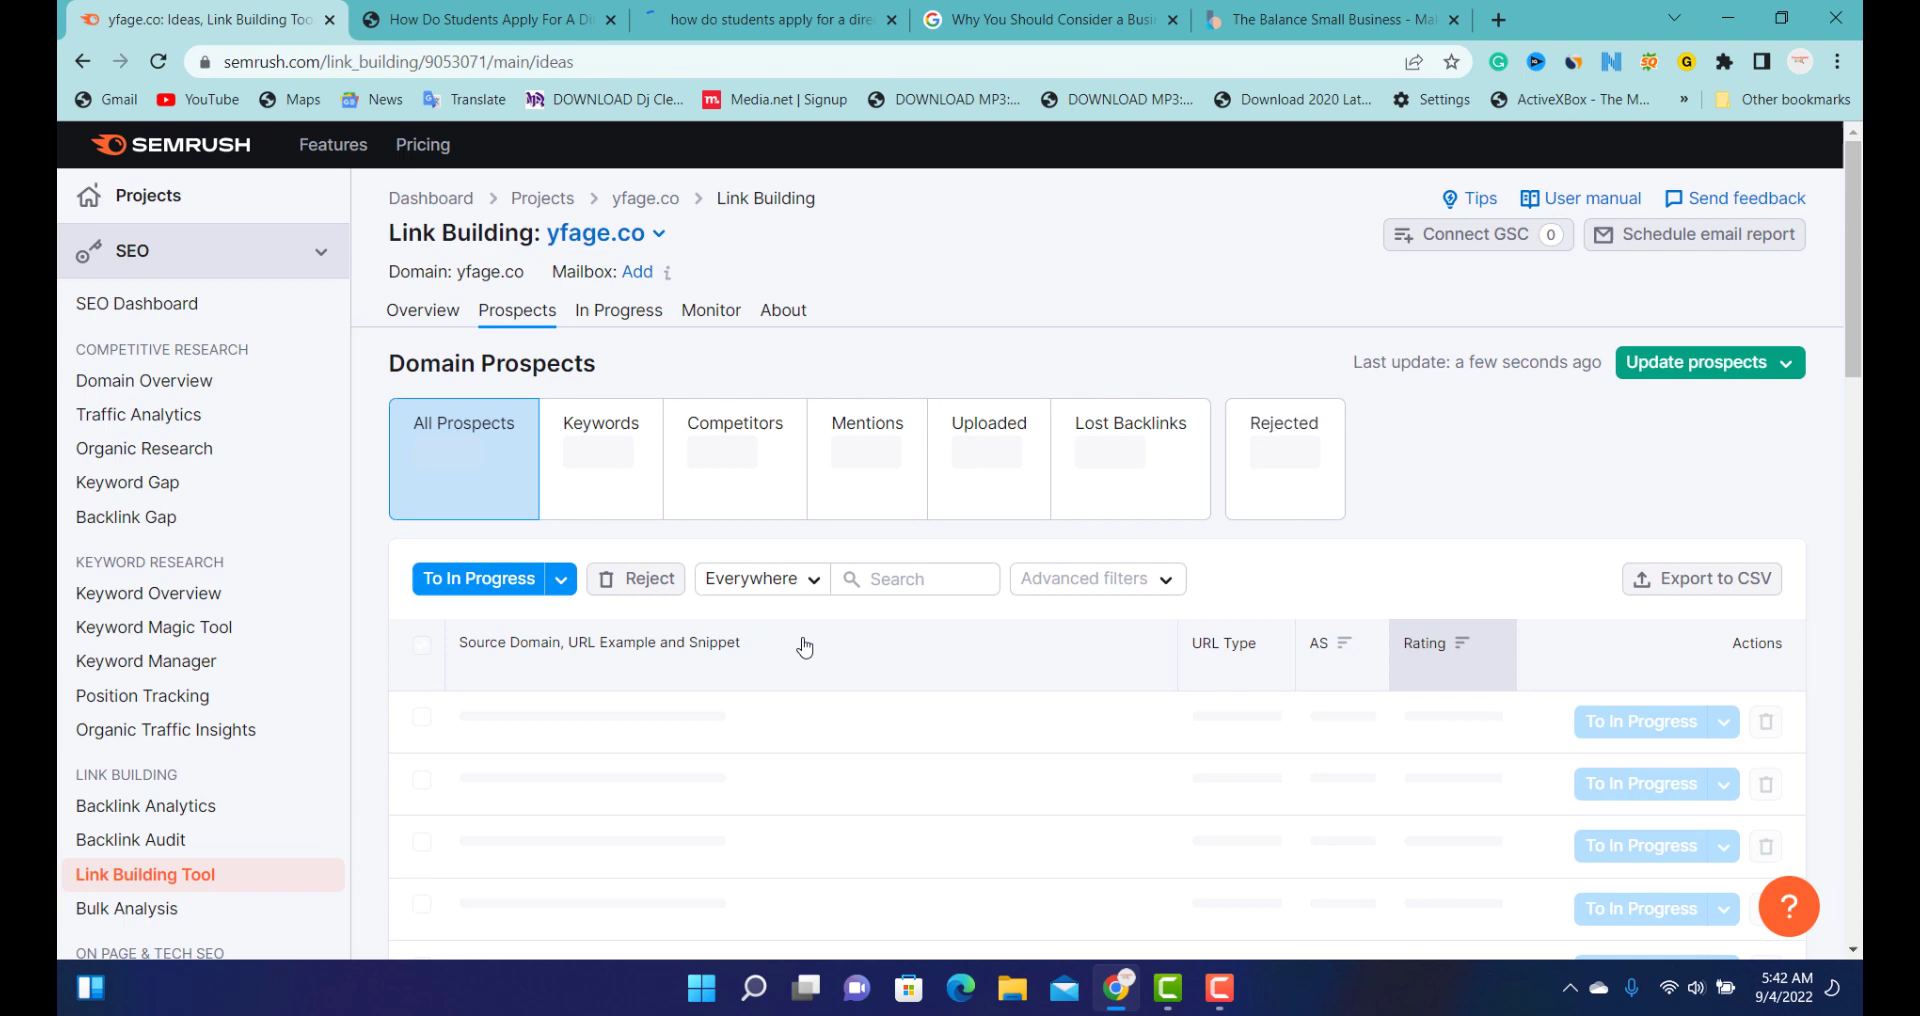 yfage.co: Ideas, Link Building Too
How Do Students Apply For A Di
how do students apply for a dire
Why You Should Consider a Busi
The Balance Small Business - Ma
semrush.com/link_building/9053071/main/ideas
Gmail
YouTube
Maps
News
Translate
DOWNLOAD Dj Cle...
Media.net | Signup
DOWNLOAD MP3:...
DOWNLOAD MP3:...
Download 2020 Lat...
Settings
ActiveXBox - The M...
»
Other bookmarks
SEMRUSH
Features
Pricing
Projects
SEO
SEO Dashboard
COMPETITIVE RESEARCH
Domain Overview
Traffic Analytics
Organic Research
Keyword Gap
Backlink Gap
KEYWORD RESEARCH
Keyword Overview
Keyword Magic Tool
Keyword Manager
Position Tracking
Organic Traffic Insights
LINK BUILDING
Backlink Analytics
Backlink Audit
Link Building Tool
Bulk Analysis
ON PAGE & TECH SEO
Dashboard > Projects > yfage.co > Link Building
Tips
User manual
Send feedback
Link Building: yfage.co
Connect GSC 0
Schedule email report
Domain: yfage.co Mailbox: Add i
Overview Prospects In Progress Monitor About
Domain Prospects
Last update: a few seconds ago
Update prospects
All Prospects
Keywords
Competitors
Mentions
Uploaded
Lost Backlinks
Rejected
To In Progress
Reject
Everywhere
Search
Advanced filters
Export to CSV
Source Domain, URL Example and Snippet
URL Type
AS
Rating
Actions
To In Progress
To In Progress
To In Progress
To In Progress
?
5:42 AM
9/4/2022